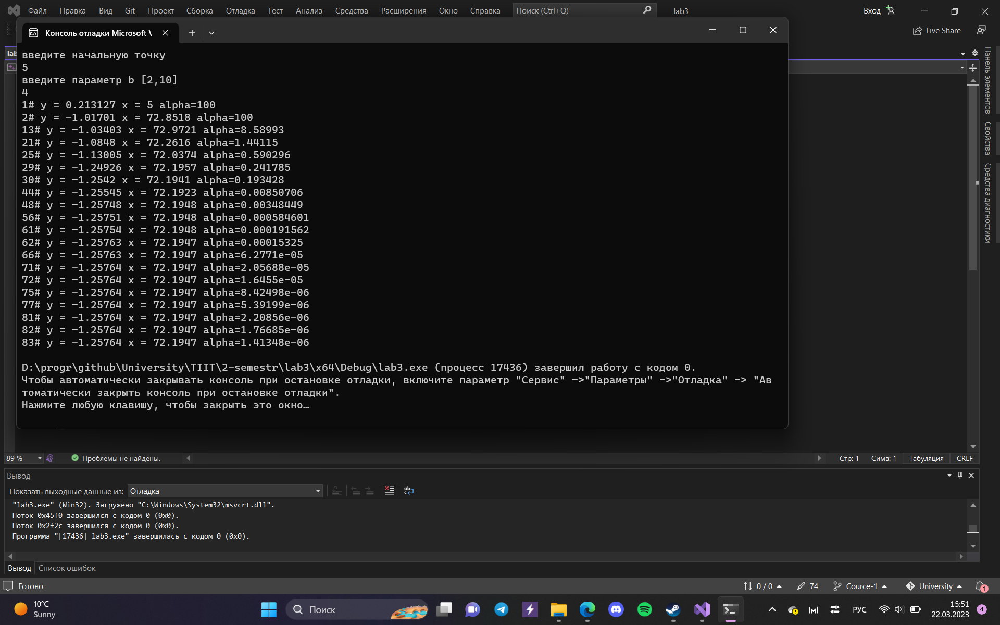 Файл Правка Вид Git Проект Сборка Отладка Тест Анализ Средства Расширения Окно Справка Поиск (Ctrl+Q) lab3 Вход
Консоль отладки Microsoft V
Live Share
lab
введите начальную точку
5
введите параметр b [2,10]
4
1# y = 0.213127 x = 5 alpha=100
2# y = -1.01701 x = 72.8518 alpha=100
13# y = -1.03403 x = 72.9721 alpha=8.58993
21# y = -1.0848 x = 72.2616 alpha=1.44115
25# y = -1.13005 x = 72.0374 alpha=0.590296
29# y = -1.24926 x = 72.1957 alpha=0.241785
30# y = -1.2542 x = 72.1941 alpha=0.193428
44# y = -1.25545 x = 72.1923 alpha=0.00850706
48# y = -1.25748 x = 72.1948 alpha=0.00348449
56# y = -1.25751 x = 72.1948 alpha=0.000584601
61# y = -1.25754 x = 72.1948 alpha=0.000191562
62# y = -1.25763 x = 72.1947 alpha=0.00015325
66# y = -1.25763 x = 72.1947 alpha=6.2771e-05
71# y = -1.25764 x = 72.1947 alpha=2.05688e-05
72# y = -1.25764 x = 72.1947 alpha=1.6455e-05
75# y = -1.25764 x = 72.1947 alpha=8.42498e-06
77# y = -1.25764 x = 72.1947 alpha=5.39199e-06
81# y = -1.25764 x = 72.1947 alpha=2.20856e-06
82# y = -1.25764 x = 72.1947 alpha=1.76685e-06
83# y = -1.25764 x = 72.1947 alpha=1.41348e-06
D:\progr\github\University\TIIT\2-semestr\lab3\x64\Debug\lab3.exe (процесс 17436) завершил работу с кодом 0.
Чтобы автоматически закрывать консоль при остановке отладки, включите параметр "Сервис" ->"Параметры" ->"Отладка" -> "Ав
томатически закрыть консоль при остановке отладки".
Нажмите любую клавишу, чтобы закрыть это окно…
Панель элементов
Свойства
Средства диагностики
89 % Проблемы не найдены. Стр: 1 Симв: 1 Табуляция CRLF
Вывод
Показать выходные данные из: Отладка
"lab3.exe" (Win32). Загружено "C:\Windows\System32\msvcrt.dll".
Поток 0x45f0 завершился с кодом 0 (0x0).
Поток 0x2f2c завершился с кодом 0 (0x0).
Программа "[17436] lab3.exe" завершилась с кодом 0 (0x0).
Вывод Список ошибок
Готово 0 / 0 74 Cource-1 University 1
10°C
Sunny
Поиск
РУС
15:51
22.03.2023
4